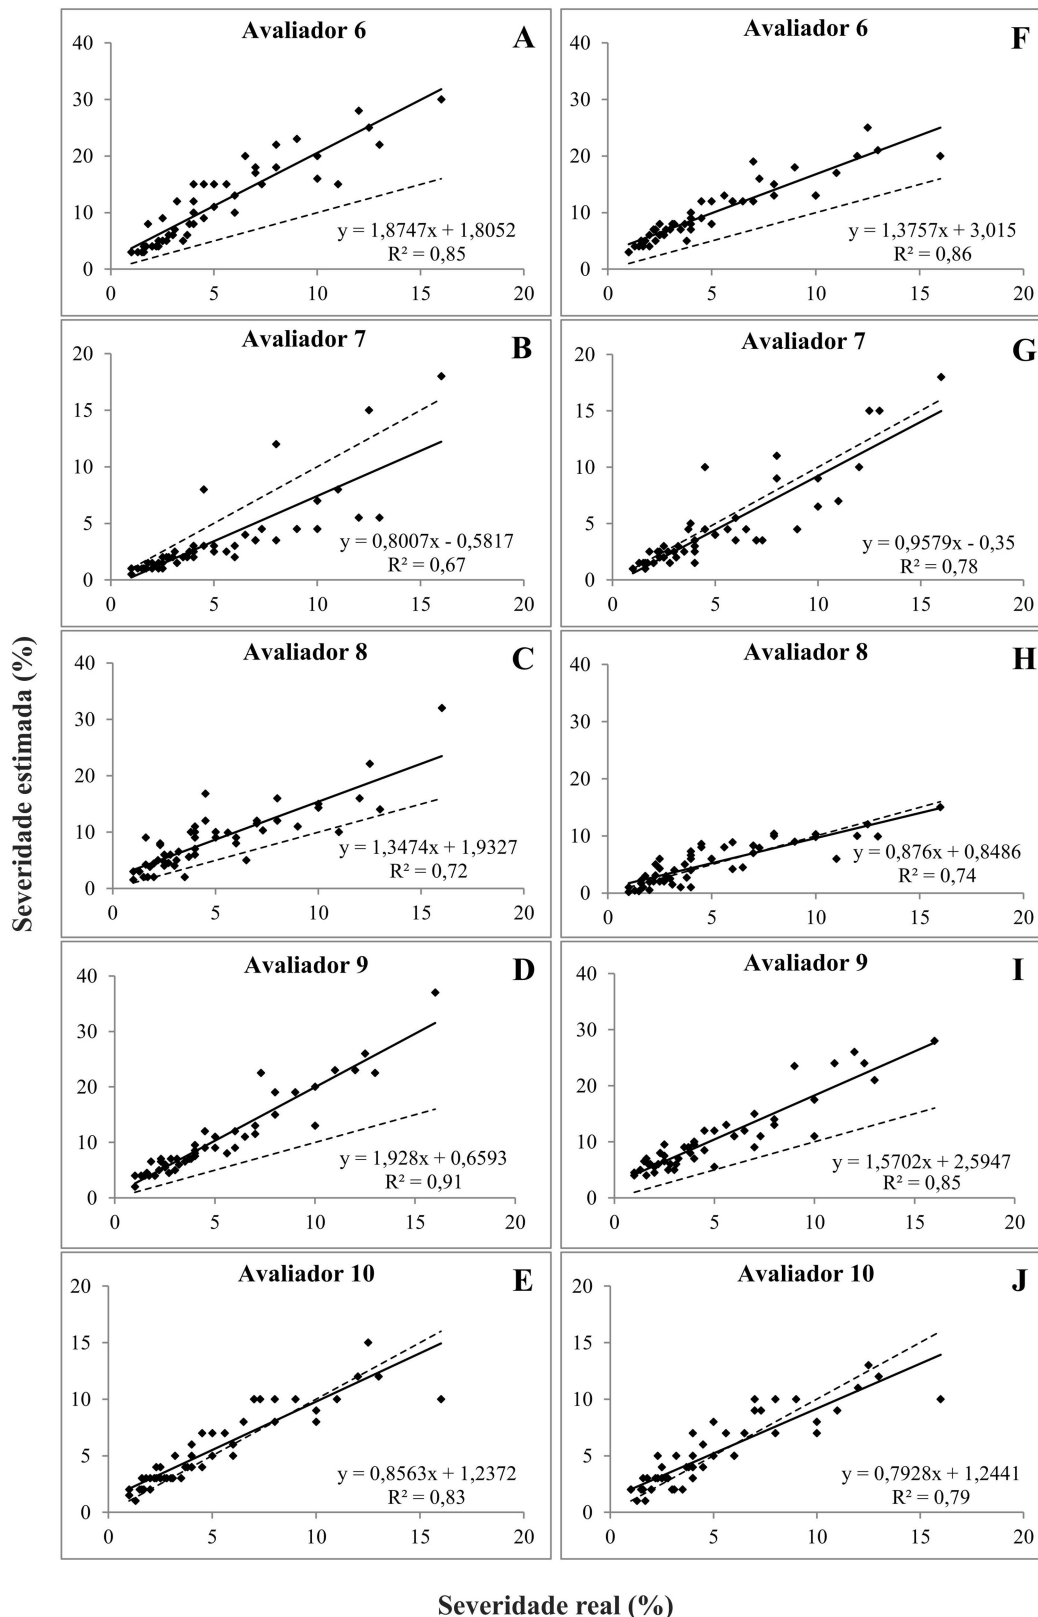 Avaliador 6
A
40
30
20
10
0
y = 1,8747x + 1,8052
R² = 0,85
0 5 10 15 20
Avaliador 6
F
40
30
20
10
0
y = 1,3757x + 3,015
R² = 0,86
0 5 10 15 20
Avaliador 7
B
20
15
10
5
0
y = 0,8007x - 0,5817
R² = 0,67
0 5 10 15 20
Avaliador 7
G
20
15
10
5
0
y = 0,9579x - 0,35
R² = 0,78
0 5 10 15 20
Severidade estimada (%)
Avaliador 8
C
40
30
20
10
0
y = 1,3474x + 1,9327
R² = 0,72
0 5 10 15 20
Avaliador 8
H
40
30
20
10
0
y = 0,876x + 0,8486
R² = 0,74
0 5 10 15 20
Avaliador 9
D
40
30
20
10
0
y = 1,928x + 0,6593
R² = 0,91
0 5 10 15 20
Avaliador 9
I
40
30
20
10
0
y = 1,5702x + 2,5947
R² = 0,85
0 5 10 15 20
Avaliador 10
E
20
15
10
5
0
y = 0,8563x + 1,2372
R² = 0,83
0 5 10 15 20
Avaliador 10
J
20
15
10
5
0
y = 0,7928x + 1,2441
R² = 0,79
0 5 10 15 20
Severidade real (%)